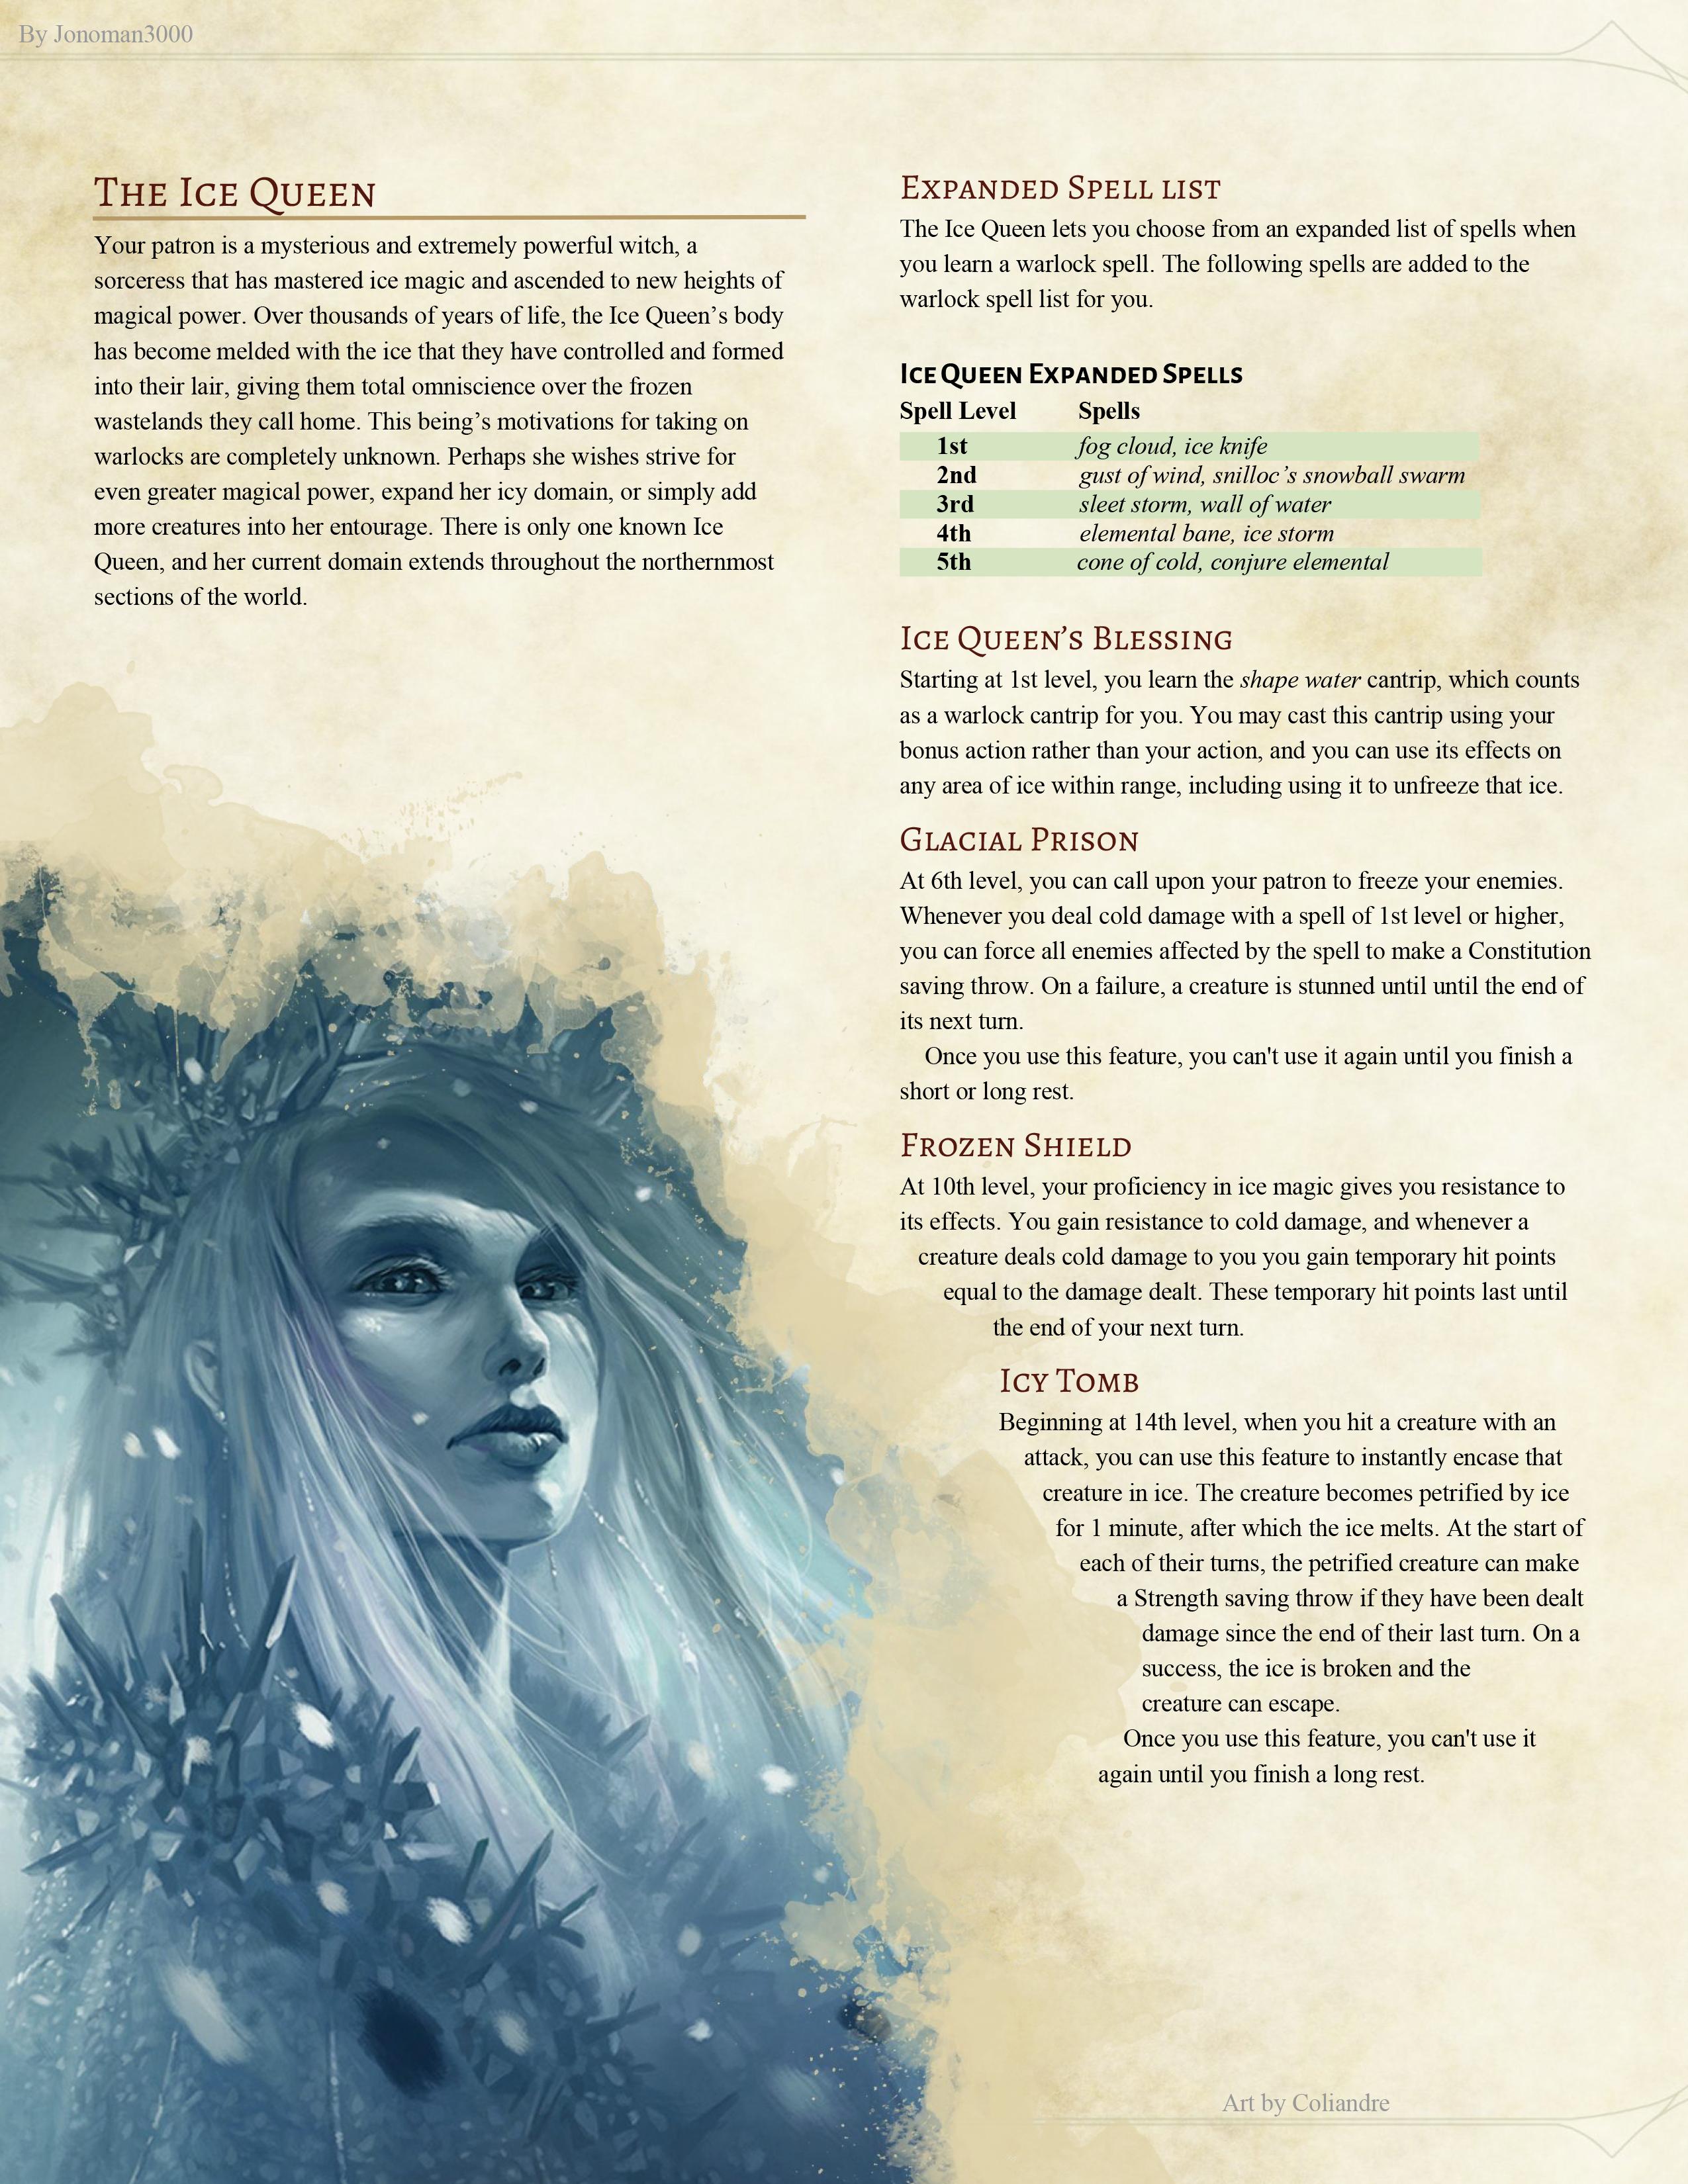 By Jonoman3000
The Ice Queen
Your patron is a mysterious and extremely powerful witch, a
sorceress that has mastered ice magic and ascended to new heights of
magical power. Over thousands of years of life, the Ice Queen’s body
has become melded with the ice that they have controlled and formed
into their lair, giving them total omniscience over the frozen
wastelands they call home. This being’s motivations for taking on
warlocks are completely unknown. Perhaps she wishes strive for
even greater magical power, expand her icy domain, or simply add
more creatures into her entourage. There is only one known Ice
Queen, and her current domain extends throughout the northernmost
sections of the world.
Expanded Spell list
The Ice Queen lets you choose from an expanded list of spells when
you learn a warlock spell. The following spells are added to the
warlock spell list for you.
Ice Queen Expanded Spells
Spell Level Spells
1st fog cloud, ice knife
2nd gust of wind, snilloc’s snowball swarm
3rd sleet storm, wall of water
4th elemental bane, ice storm
5th cone of cold, conjure elemental
Ice Queen’s Blessing
Starting at 1st level, you learn the shape water cantrip, which counts
as a warlock cantrip for you. You may cast this cantrip using your
bonus action rather than your action, and you can use its effects on
any area of ice within range, including using it to unfreeze that ice.
Glacial Prison
At 6th level, you can call upon your patron to freeze your enemies.
Whenever you deal cold damage with a spell of 1st level or higher,
you can force all enemies affected by the spell to make a Constitution
saving throw. On a failure, a creature is stunned until until the end of
its next turn.
Once you use this feature, you can't use it again until you finish a
short or long rest.
Frozen Shield
At 10th level, your proficiency in ice magic gives you resistance to
its effects. You gain resistance to cold damage, and whenever a
creature deals cold damage to you you gain temporary hit points
equal to the damage dealt. These temporary hit points last until
the end of your next turn.
Icy Tomb
Beginning at 14th level, when you hit a creature with an
attack, you can use this feature to instantly encase that
creature in ice. The creature becomes petrified by ice
for 1 minute, after which the ice melts. At the start of
each of their turns, the petrified creature can make
a Strength saving throw if they have been dealt
damage since the end of their last turn. On a
success, the ice is broken and the
creature can escape.
Once you use this feature, you can't use it
again until you finish a long rest.
Art by Coliandre